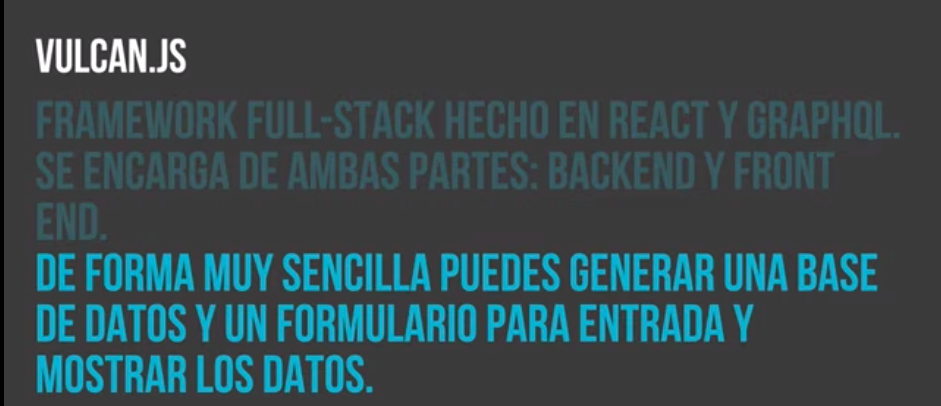 VULCAN.JS
FRAMEWORK FULL-STACK HECHO EN REACT Y GRAPHQL.
SE ENCARGA DE AMBAS PARTES: BACKEND Y FRONT
END.
DE FORMA MUY SENCILLA PUEDES GENERAR UNA BASE
DE DATOS Y UN FORMULARIO PARA ENTRADA Y
MOSTRAR LOS DATOS.